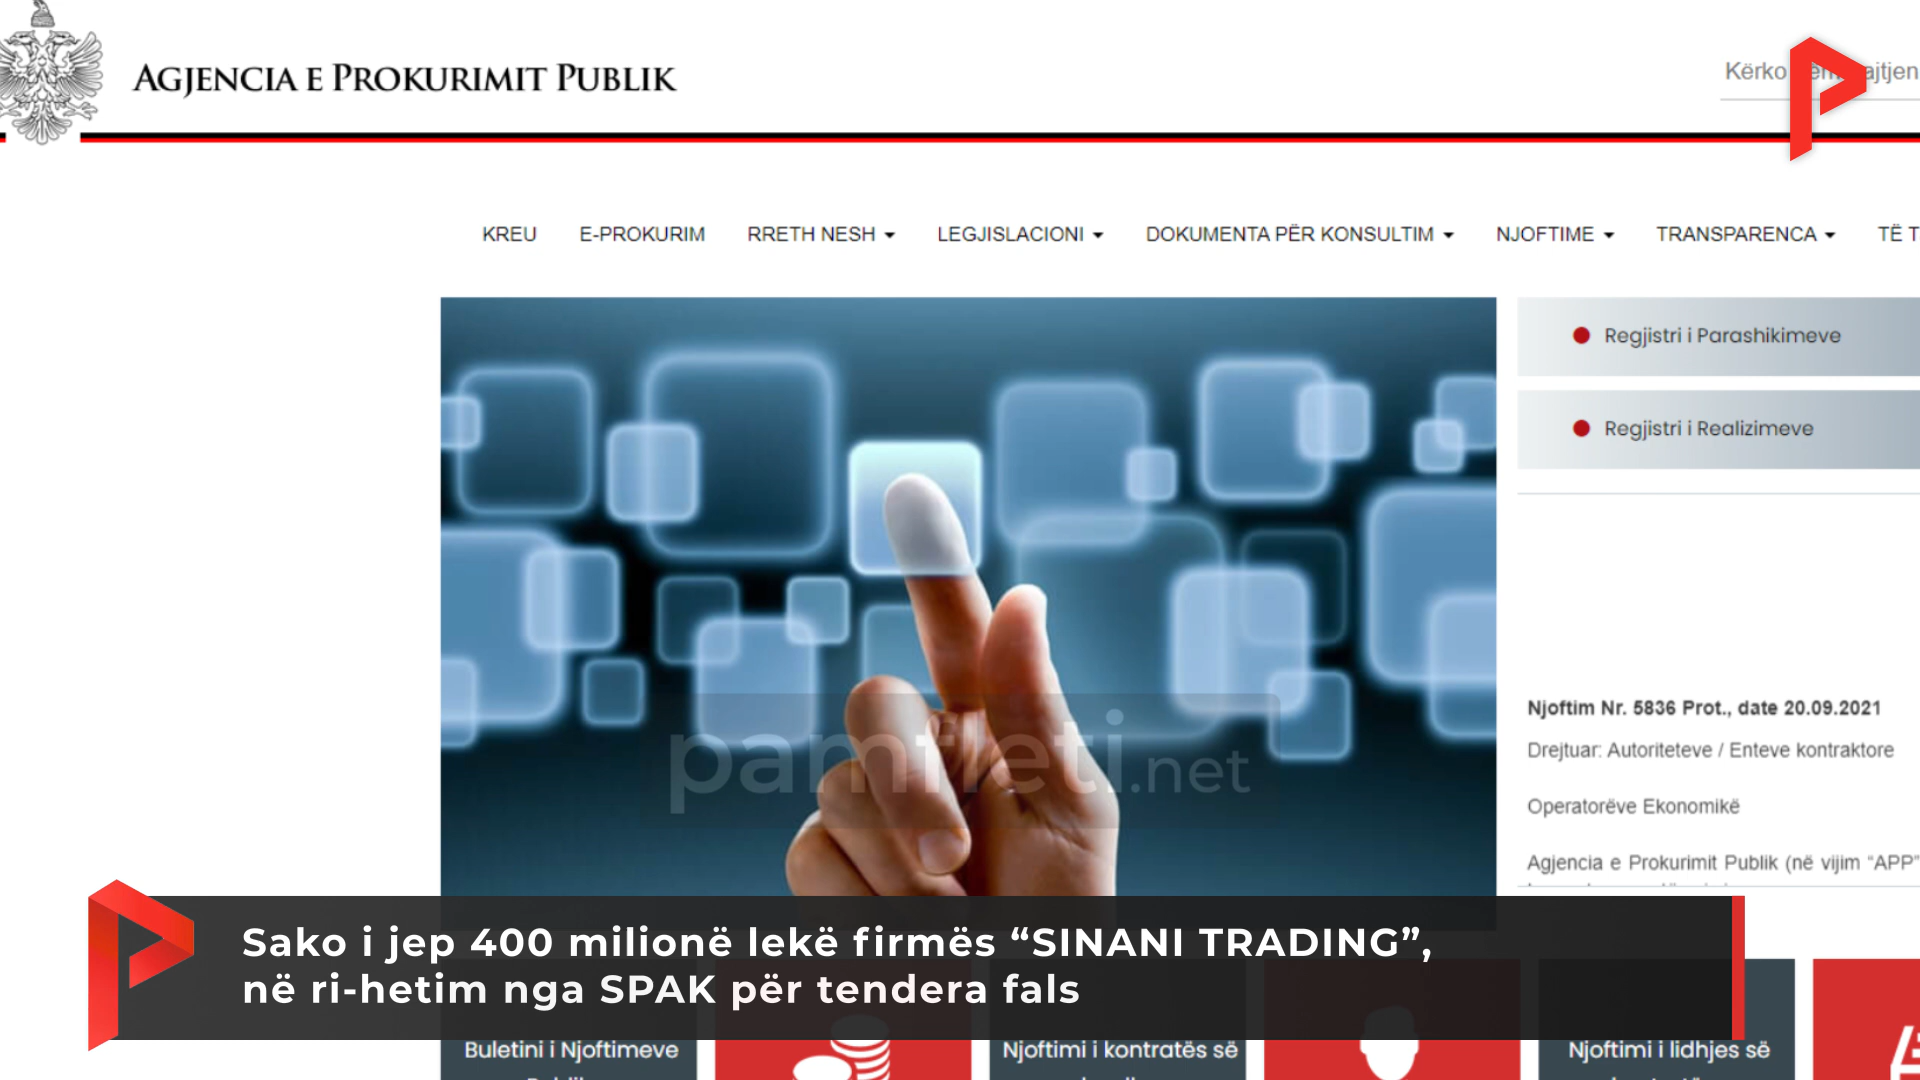 AGJENCIA E PROKURIMIT PUBLIK
Kërko
KREU E-PROKURIM RRETH NESH LEGJISLACIONI DOKUMENTA PËR KONSULTIM NJOFTIME TRANSPARENCA TË T
Regjistri i Parashikimeve
Regjistri i Realizimeve
Njoftim Nr. 5836 Prot., date 20.09.2021
Drejtuar: Autoriteteve / Enteve kontraktore
Operatorëve Ekonomikë
Agjencia e Prokurimit Publik (në vijim “APP”
pamfleti.net
Sako i jep 400 milionë lekë firmës “SINANI TRADING”,
në ri-hetim nga SPAK për tendera fals
Buletini i Njoftimeve
Njoftimi i kontratës së
Njoftimi i lidhjes së